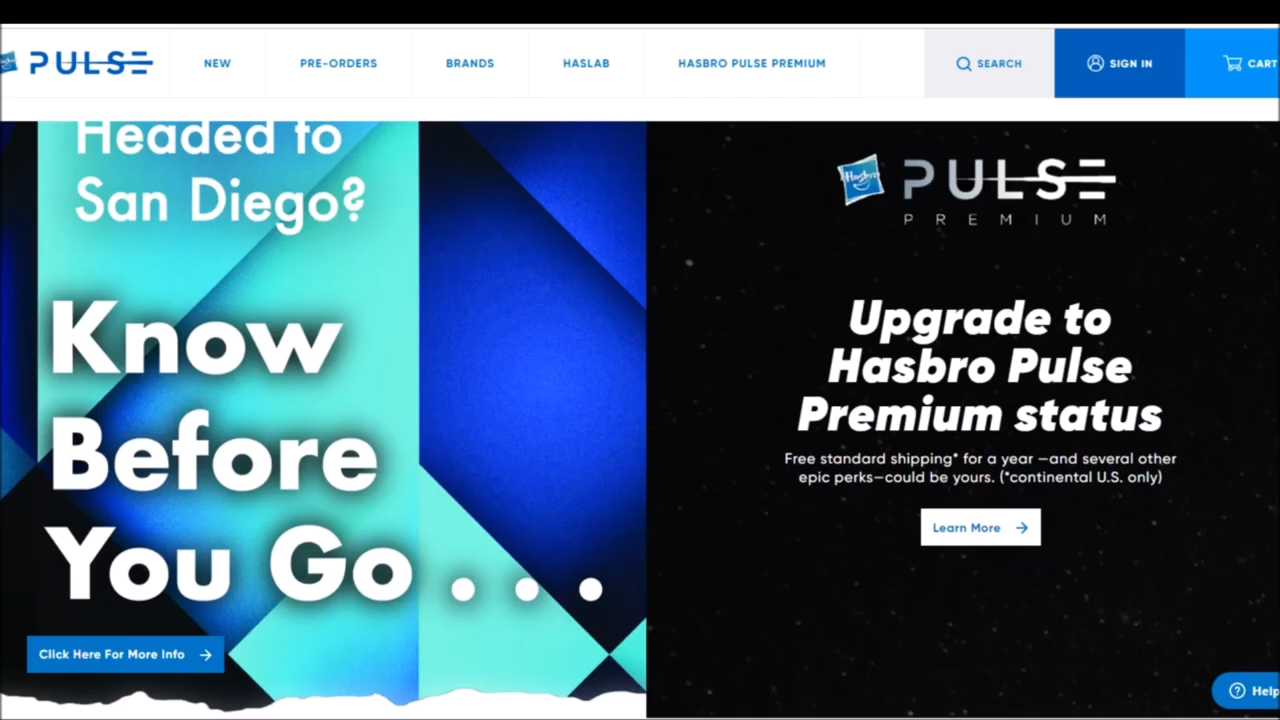 PULSE
NEW
PRE-ORDERS
BRANDS
HASLAB
HASBRO PULSE PREMIUM
SEARCH
SIGN IN
CART
Headed to
San Diego?
Know
Before
You Go . . .
Click Here For More Info
Hasbro
PULSE
PREMIUM
Upgrade to
Hasbro Pulse
Premium status
Free standard shipping* for a year —and several other
epic perks—could be yours. (*continental U.S. only)
Learn More
Help